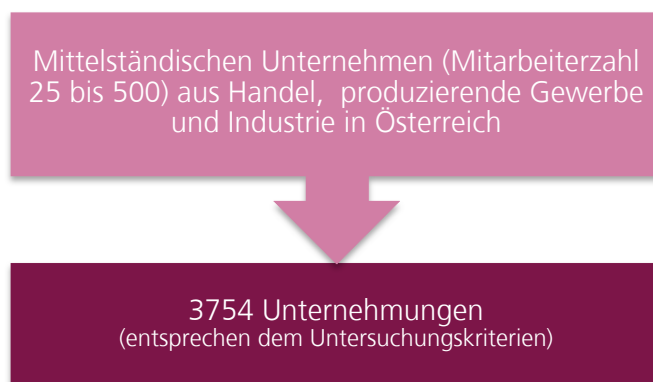 Mittelständischen Unternehmen (Mitarbeiterzahl
25 bis 500) aus Handel,  produzierende Gewerbe
und Industrie in Österreich
3754 Unternehmungen
(entsprechen dem Untersuchungskriterien)